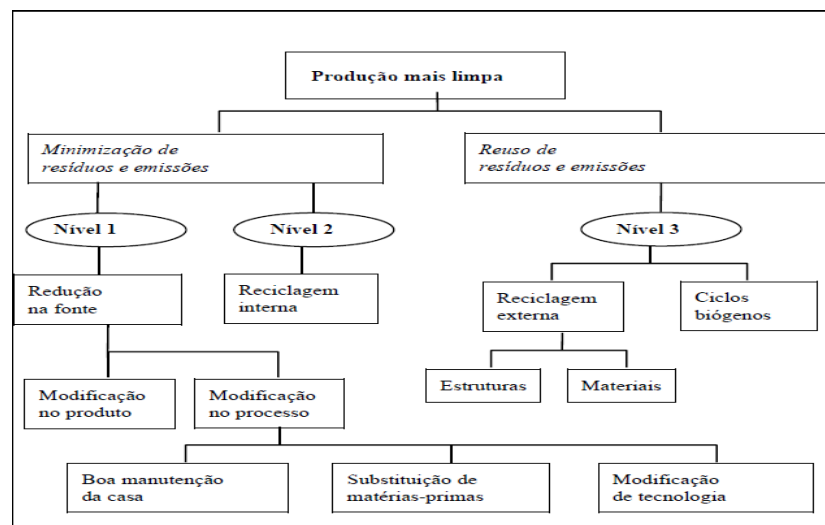 Produção mais limpa
Minimização de
resíduos e emissões
Reuso de
resíduos e emissões
Nível 1
Nível 2
Nível 3
Redução
na fonte
Reciclagem
interna
Reciclagem
externa
Ciclos
biógenos
Modificação
no produto
Modificação
no processo
Estruturas
Materiais
Boa manutenção
da casa
Substituição de
matérias-primas
Modificação
de tecnologia